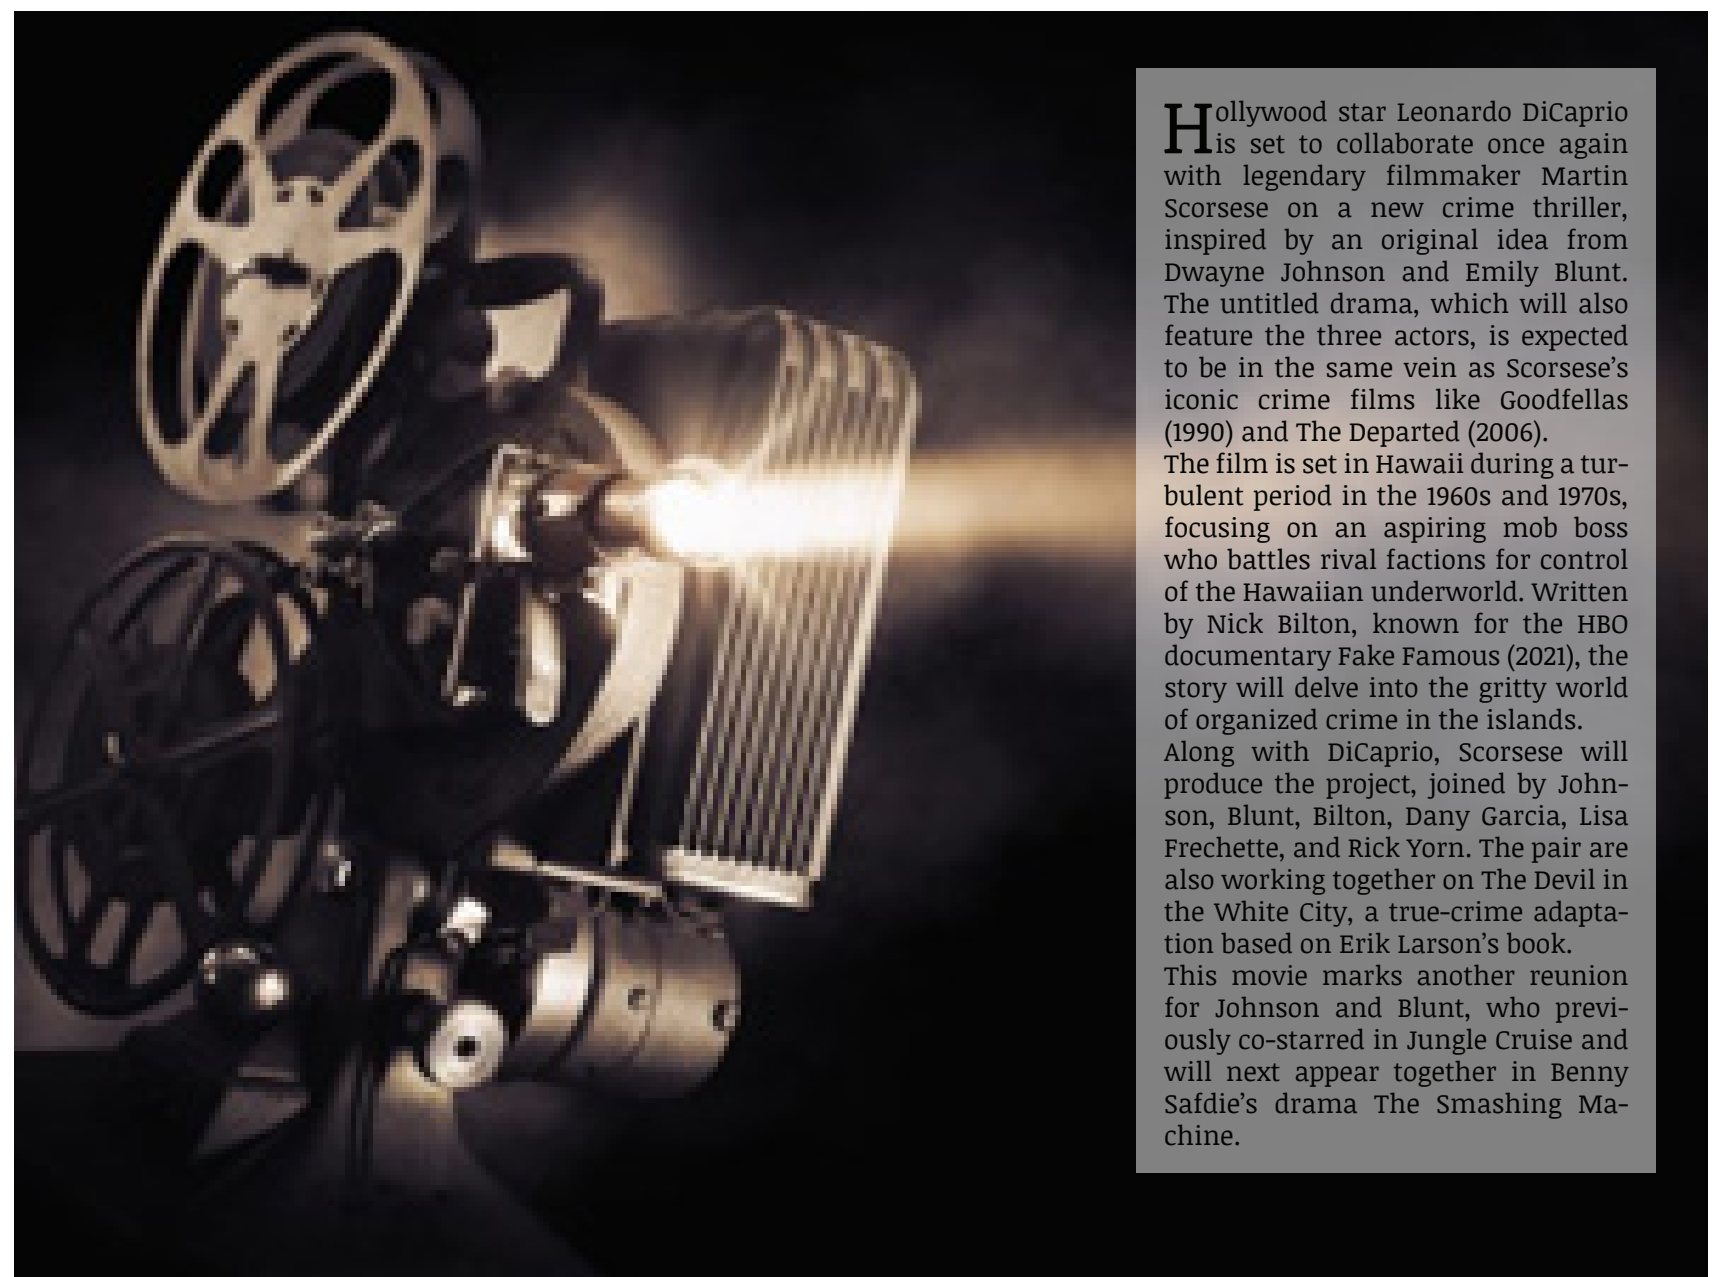 Hollywood star Leonardo DiCaprio
is set to collaborate once again
with legendary filmmaker Martin
Scorsese on a new crime thriller,
inspired by an original idea from
Dwayne Johnson and Emily Blunt.
The untitled drama, which will also
feature the three actors, is expected
to be in the same vein as Scorsese’s
iconic crime films like Goodfellas
(1990) and The Departed (2006).
The film is set in Hawaii during a tur-
bulent period in the 1960s and 1970s,
focusing on an aspiring mob boss
who battles rival factions for control
of the Hawaiian underworld. Written
by Nick Bilton, known for the HBO
documentary Fake Famous (2021), the
story will delve into the gritty world
of organized crime in the islands.
Along with DiCaprio, Scorsese will
produce the project, joined by John-
son, Blunt, Bilton, Dany Garcia, Lisa
Frechette, and Rick Yorn. The pair are
also working together on The Devil in
the White City, a true-crime adapta-
tion based on Erik Larson’s book.
This movie marks another reunion
for Johnson and Blunt, who previ-
ously co-starred in Jungle Cruise and
will next appear together in Benny
Safdie’s drama The Smashing Ma-
chine.